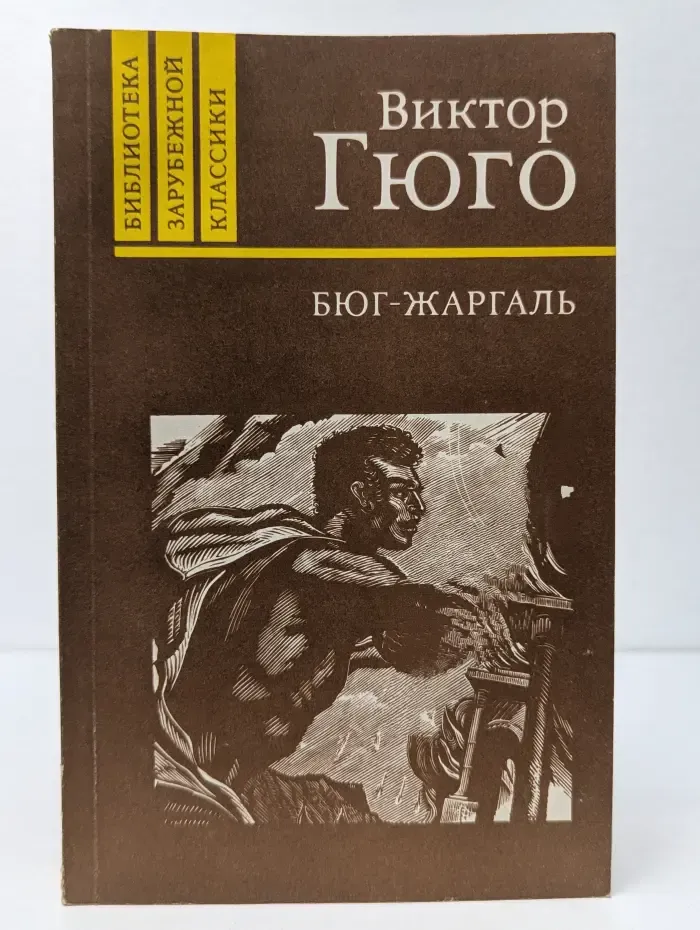 БИБЛИОТЕКА
ЗАРУБЕЖНОЙ
КЛАССИКИ
Виктор
Гюго
БЮГ-ЖАРГАЛЬ